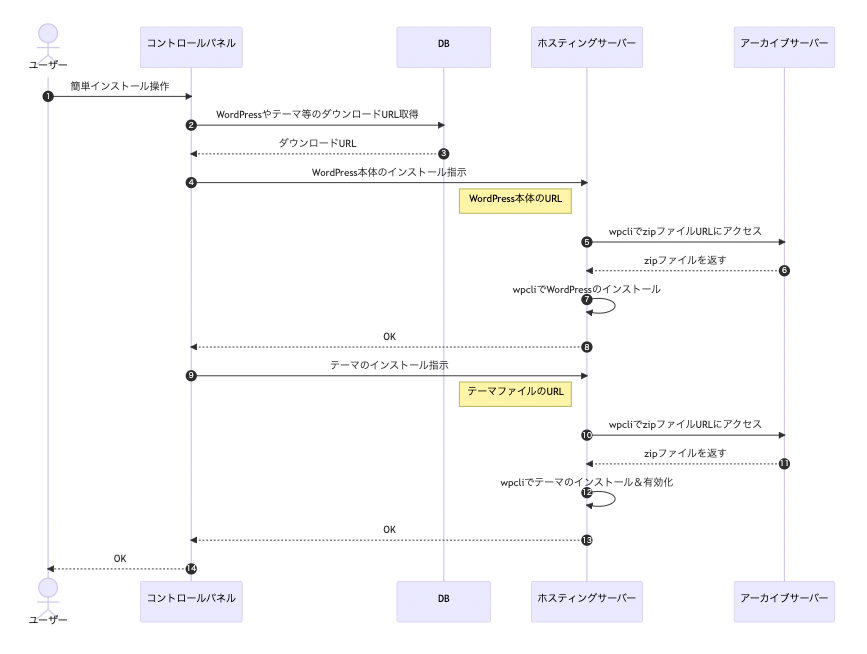 ユーザー
コントロールパネル
DB
ホスティングサーバー
アーカイブサーバー
1
簡単インストール操作
2
WordPressやテーマ等のダウンロードURL取得
3
ダウンロードURL
4
WordPress本体のインストール指示
WordPress本体のURL
5
wpcliでzipファイルURLにアクセス
6
zipファイルを返す
7
wpcliでWordPressのインストール
8
OK
9
テーマのインストール指示
テーマファイルのURL
10
wpcliでzipファイルURLにアクセス
11
zipファイルを返す
12
wpcliでテーマのインストール＆有効化
13
OK
14
OK
ユーザー
コントロールパネル
DB
ホスティングサーバー
アーカイブサーバー